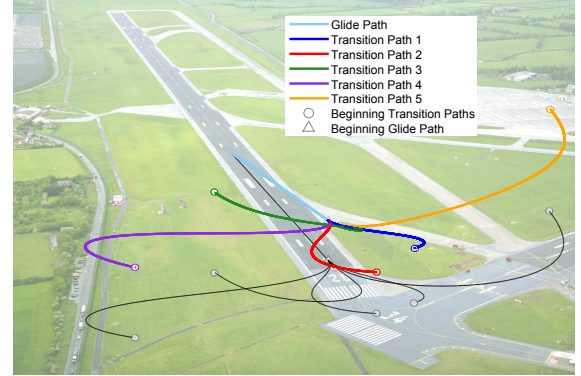 Glide Path
Transition Path 1
Transition Path 2
Transition Path 3
Transition Path 4
Transition Path 5
Beginning Transition Paths
Beginning Glide Path